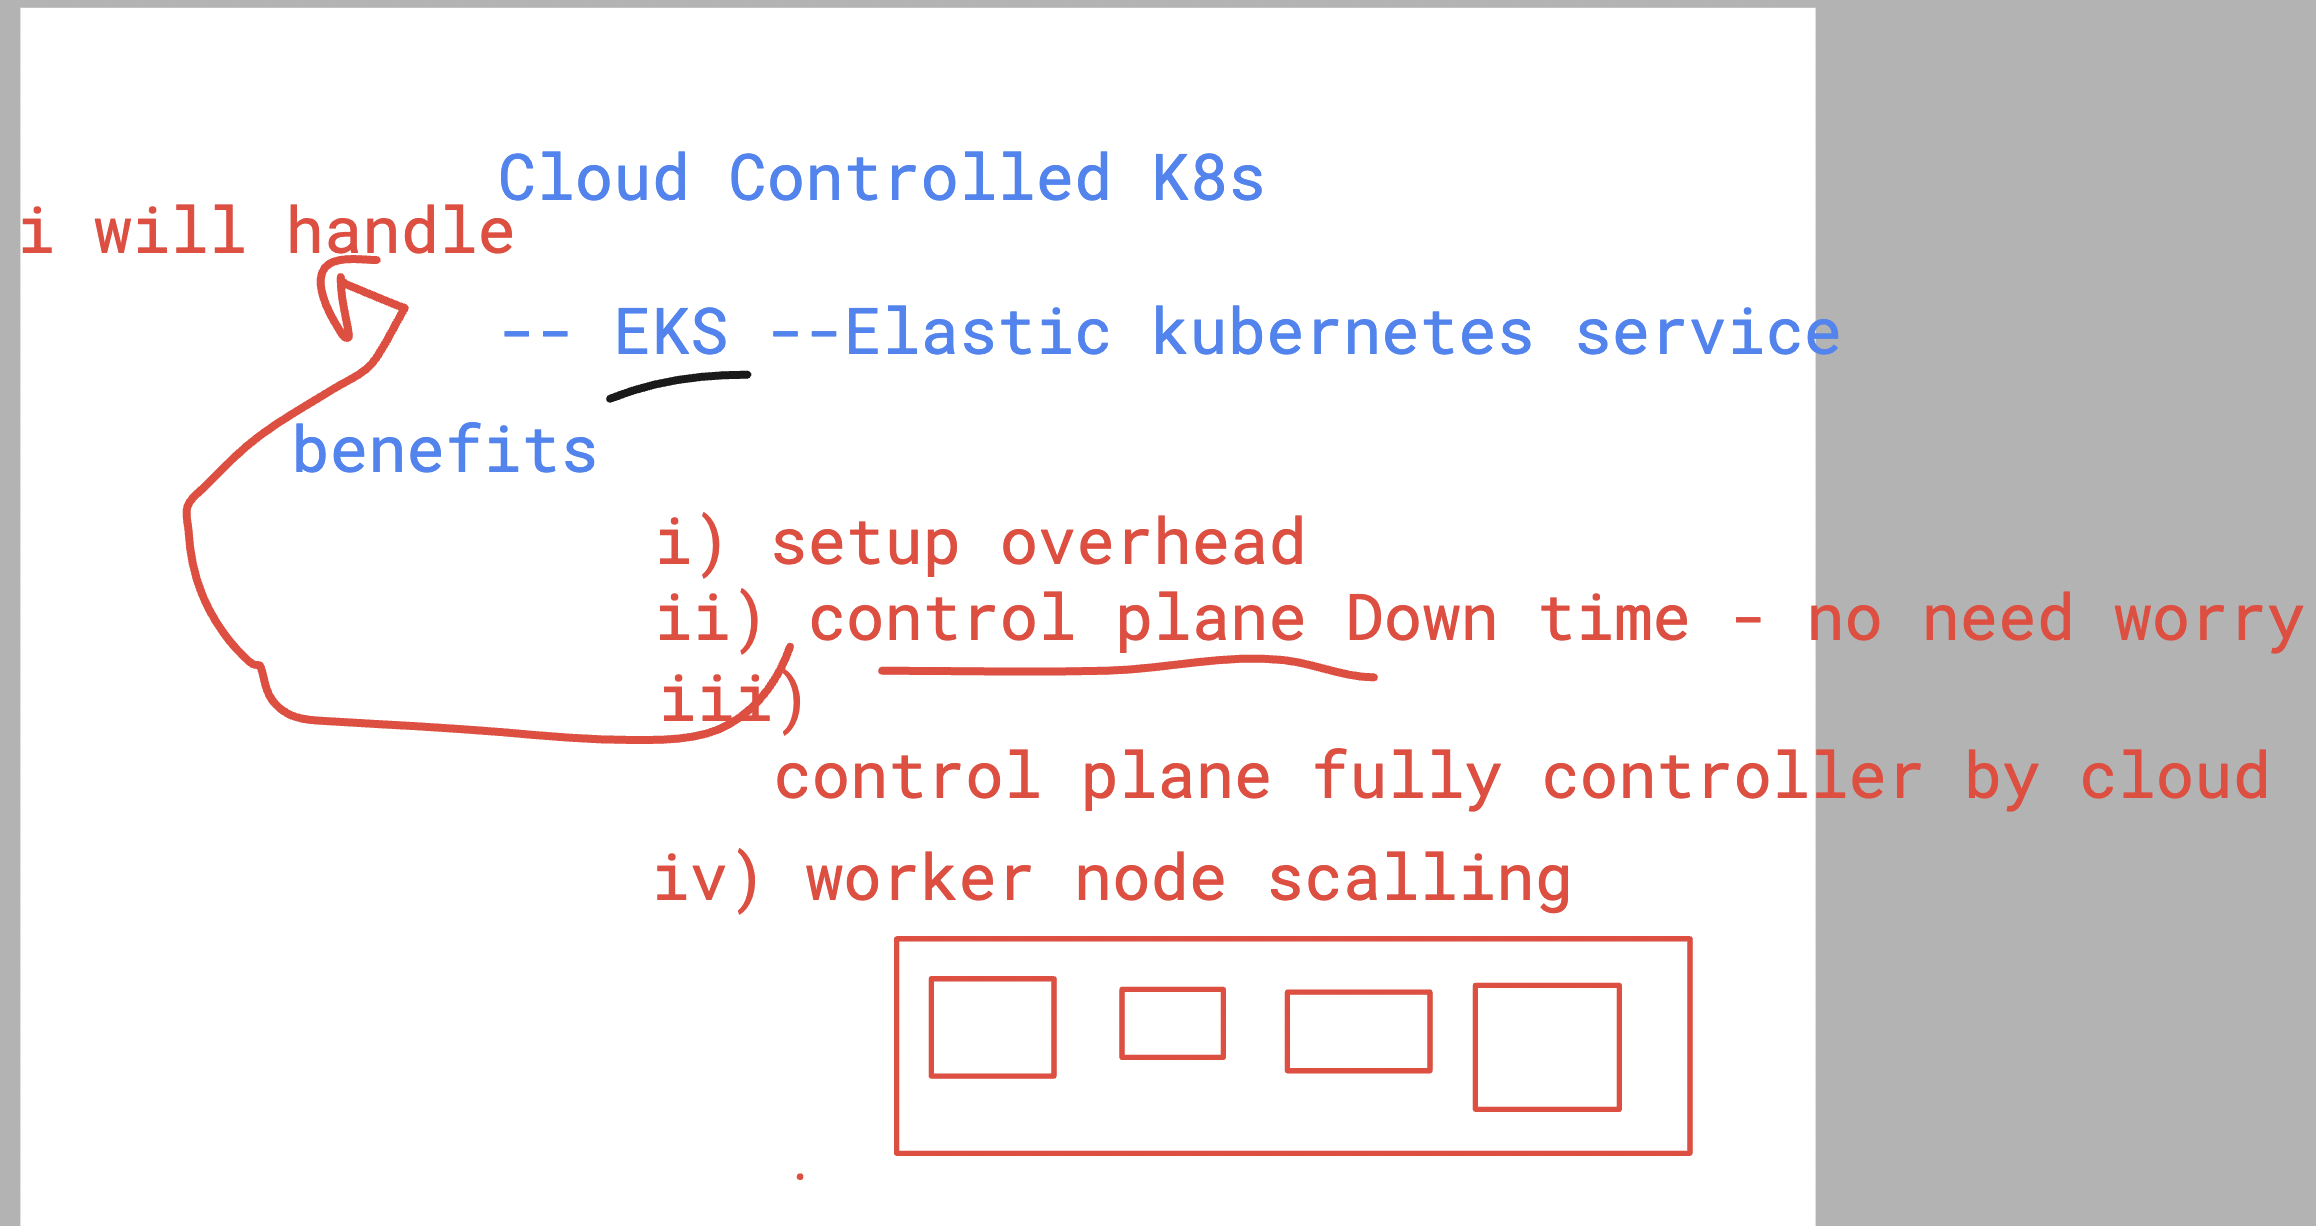 Cloud Controlled K8s
i will handle
-- EKS --Elastic kubernetes service
benefits
i) setup overhead
ii) control plane Down time - no need worry
iii)
control plane fully controller by cloud
iv) worker node scalling